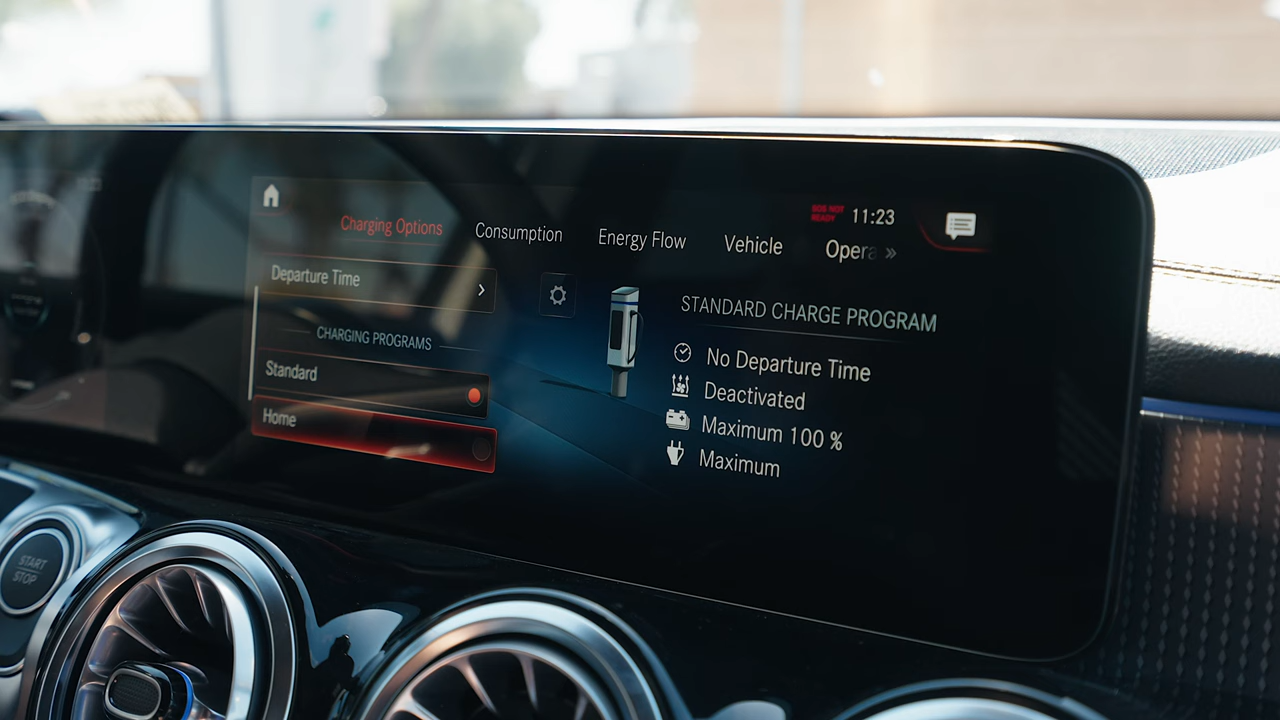 SOS NOT
READY
11:23
Charging Options
Consumption
Energy Flow
Vehicle
Opera
Departure Time
CHARGING PROGRAMS
Standard
Home
STANDARD CHARGE PROGRAM
No Departure Time
Deactivated
Maximum 100 %
Maximum
START
STOP